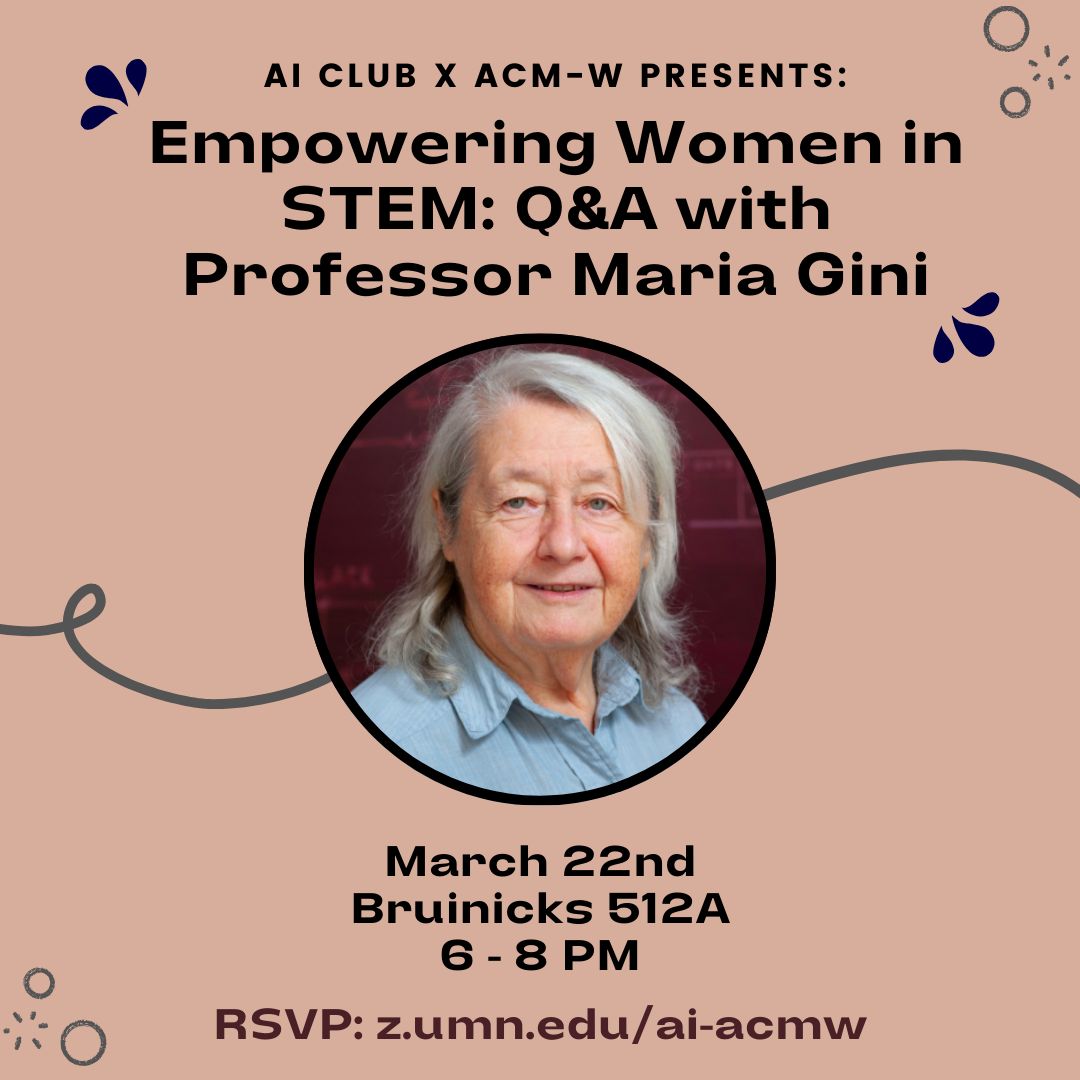 AI CLUB X ACM-W PRESENTS:
Empowering Women in
STEM: Q&A with
Professor Maria Gini
March 22nd
Bruinicks 512A
6 - 8 PM
RSVP: z.umn.edu/ai-acmw